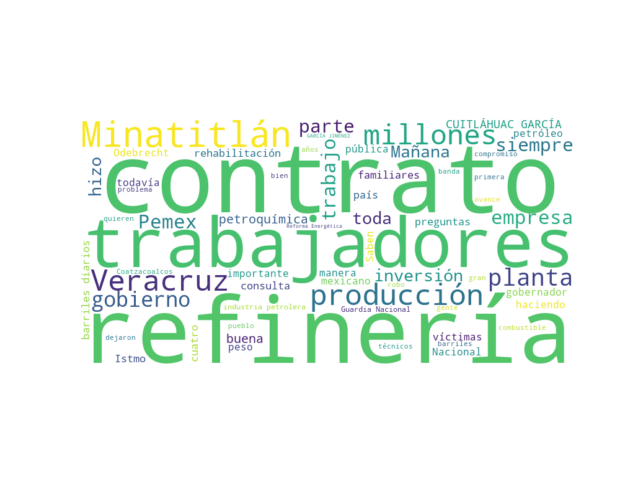 Minatitlán
parte
millones
CUITLÁHUAC GARCÍA
petróleo
GARCÍA JIMÉNEZ
siempre
Odebrecht
rehabilitación
años
pública
Mañana
compromiso
hizo
contrato
trabajo
todavía
problema
bien
familiares
país
banda
primera
avance
quieren
Pemex
petroquímica
Reforma Energética
toda
preguntas
empresa
trabajadores
Saben
barriles diarios
Coatzacoalcos
Veracruz
importante
consulta
manera
mexicano
inversión
cobo
gran
planta
gobernador
gobierno
industria petrolera
producción
Guardia Nacional
gente
haciendo
refinería
pueblo
dejaron
cuatro
buena
peso
Istmo
técnicos
víctimas
barriles
Nacional
combustible